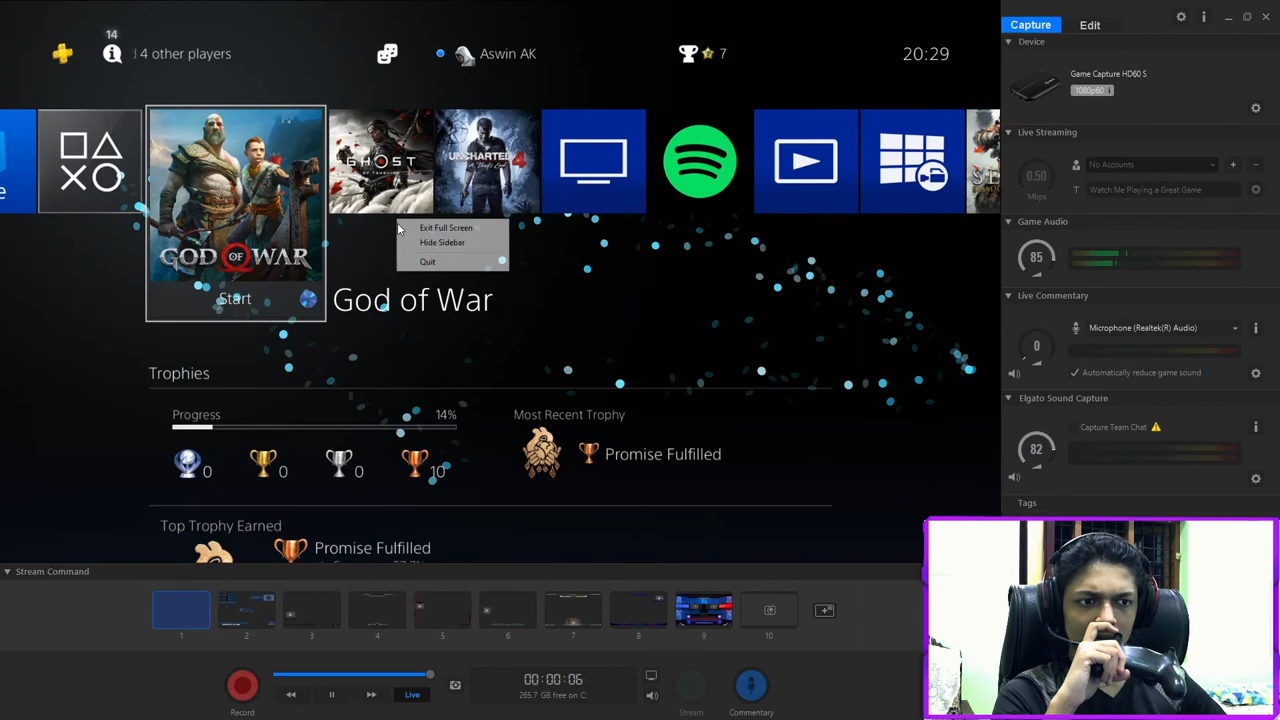 14
d 4 other players
Aswin AK
7
20:29
e
GHOST
OF TSUSHIMA
UNCHARTED 4
GOD OF WAR
Start
God of War
Exit Full Screen
Hide Sidebar
Quit
Trophies
Progress
14%
0
0
0
10
Most Recent Trophy
Promise Fulfilled
Top Trophy Earned
Promise Fulfilled
Capture
Edit
Device
Game Capture HD60 S
1080p60
Live Streaming
0.50
Mbps
No Accounts
Watch Me Playing a Great Game
Game Audio
85
Live Commentary
0
Microphone (Realtek(R) Audio)
Automatically reduce game sound
Elgato Sound Capture
82
Capture Team Chat
Tags
Stream Command
1
2
3
4
5
6
7
8
9
10
Record
Live
00:00:06
265.7 GB free on C:
Stream
Commentary